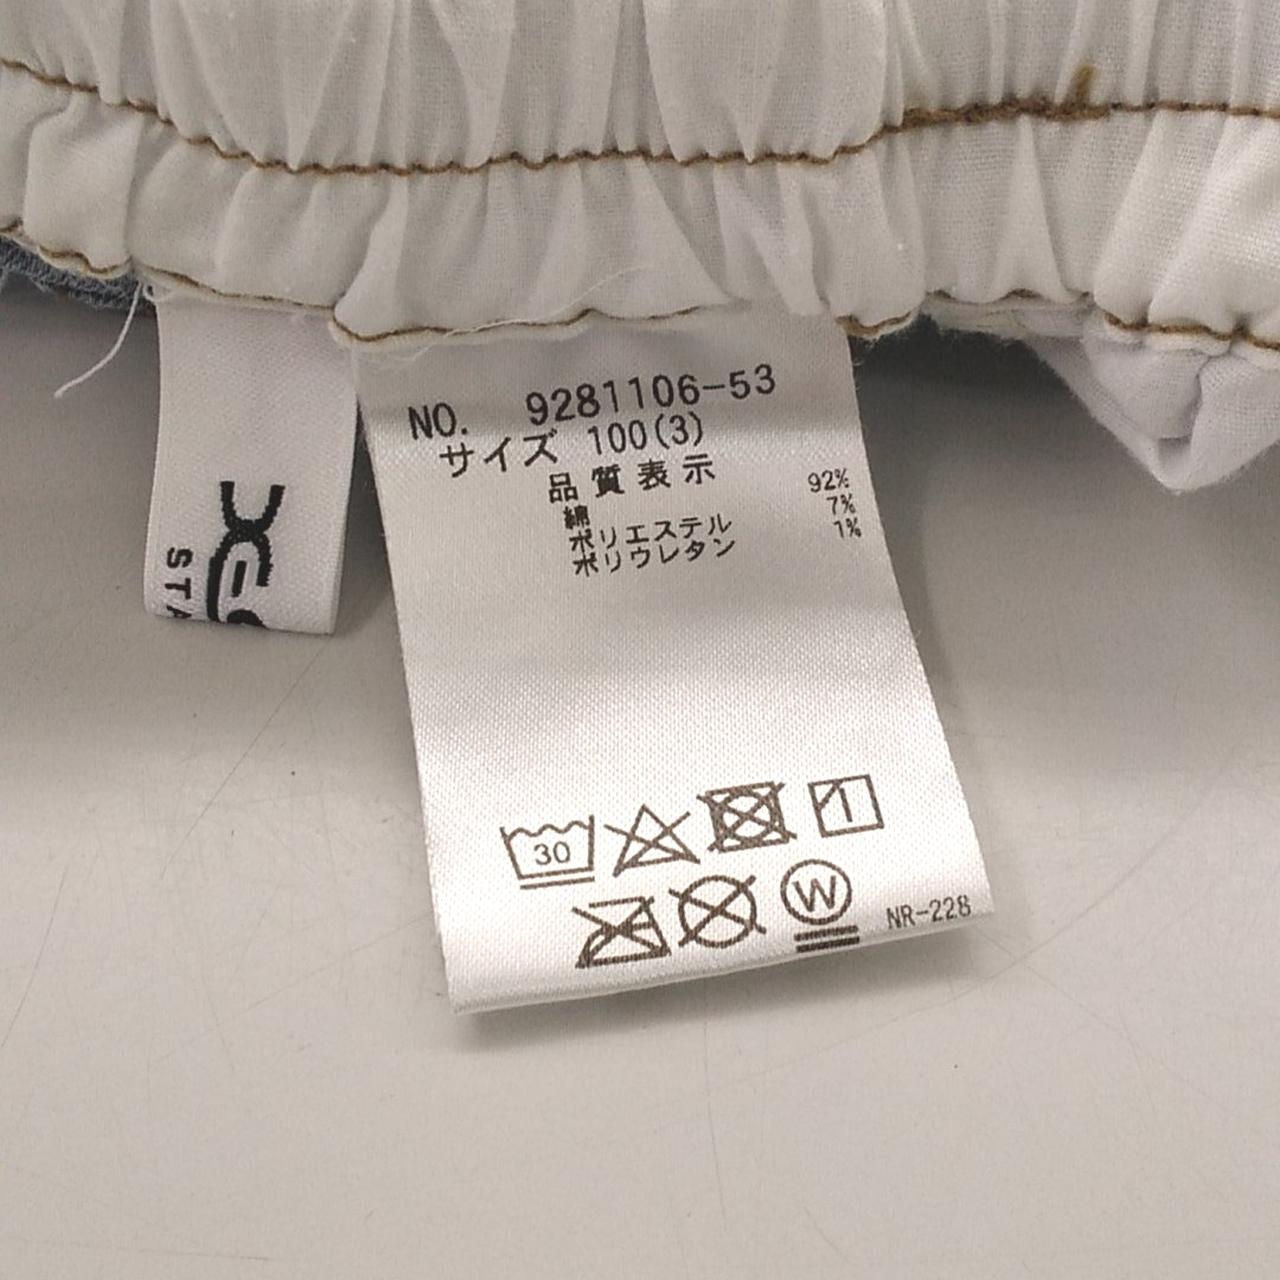 NO. 9281106-53
サイズ 100(3)
品質表示
綿 92%
ポリエステル 7%
ポリウレタン 1%
30
W
NR-228
STA